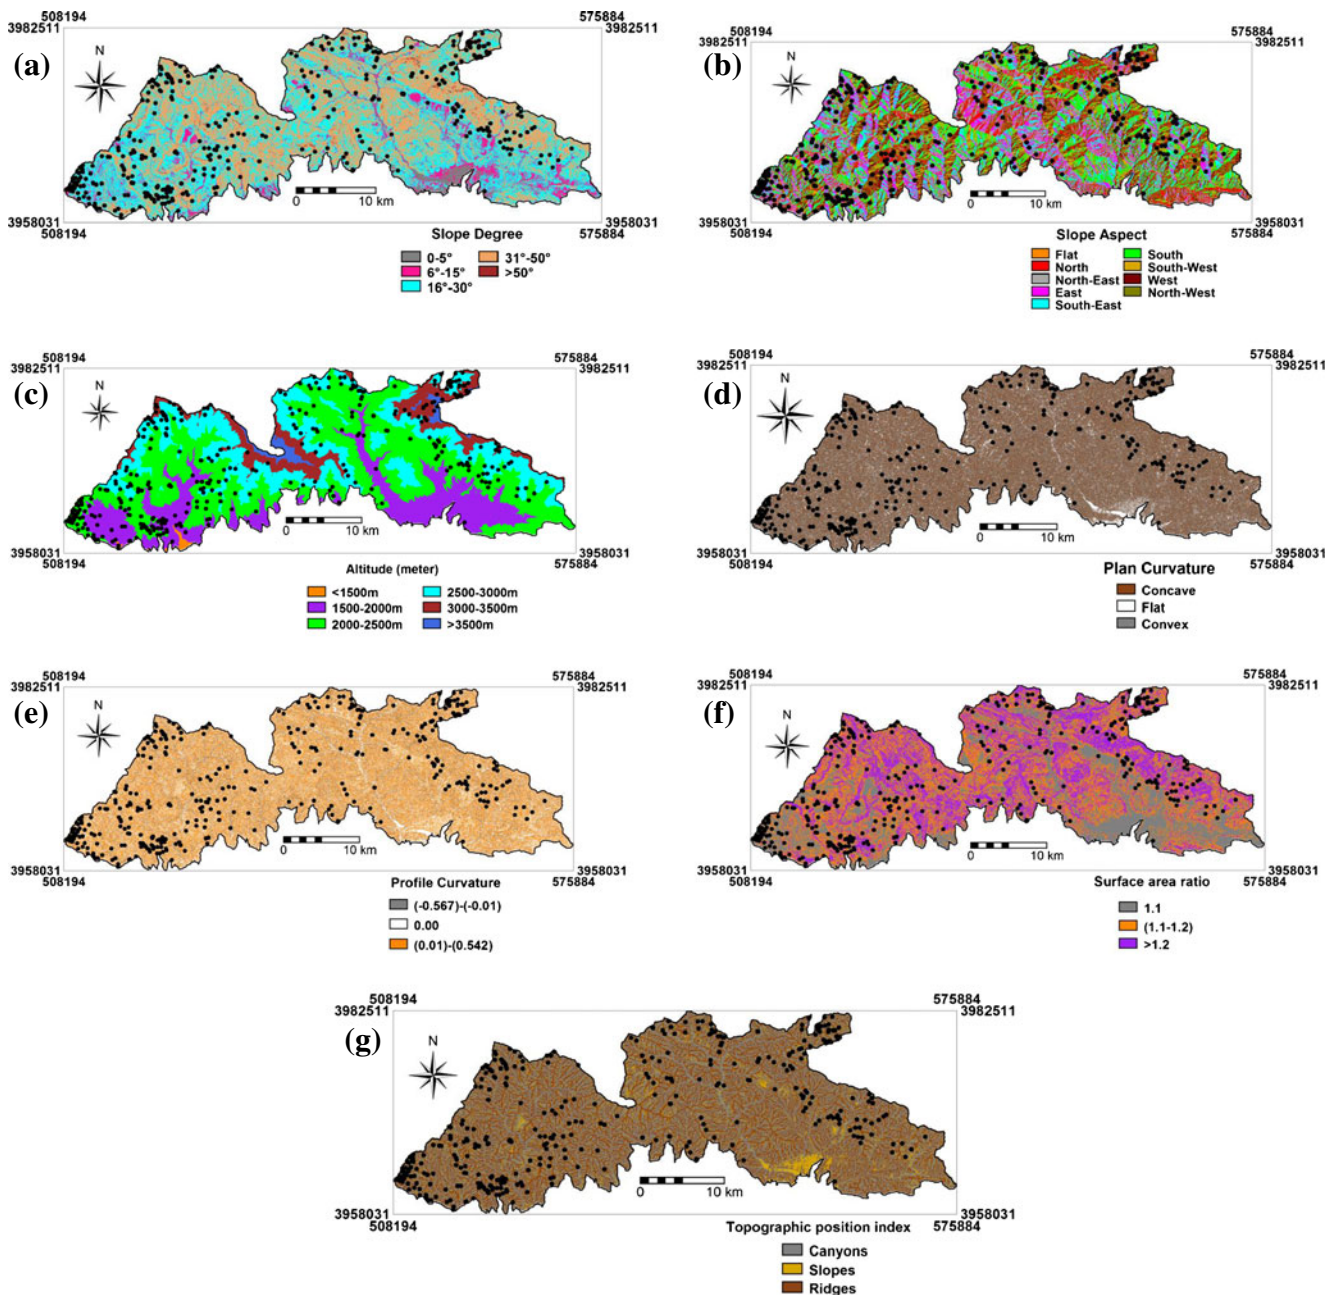 508194
575884
3982511
3982511
(a)
N
0 10 km
3958031
3958031
508194
575884
Slope Degree
0-5°
31°-50°
6°-15°
>50°
16°-30°
508194
575884
3982511
3982511
(b)
N
0 10 km
3958031
3958031
508194
575884
Slope Aspect
Flat
South
North
South-West
North-East
West
East
North-West
South-East
508194
575884
3982511
3982511
(c)
N
0 10 km
3958031
3958031
508194
575884
Altitude (meter)
<1500m
2500-3000m
1500-2000m
3000-3500m
2000-2500m
>3500m
508194
575884
3982511
3982511
(d)
N
0 10 km
3958031
3958031
508194
575884
Plan Curvature
Concave
Flat
Convex
508194
575884
3982511
3982511
(e)
N
0 10 km
3958031
3958031
508194
575884
Profile Curvature
(-0.567)-(-0.01)
0.00
(0.01)-(0.542)
508194
575884
3982511
3982511
(f)
N
0 10 km
3958031
3958031
508194
575884
Surface area ratio
1.1
(1.1-1.2)
>1.2
508194
575884
3982511
3982511
(g)
N
0 10 km
3958031
3958031
508194
575884
Topographic position index
Canyons
Slopes
Ridges